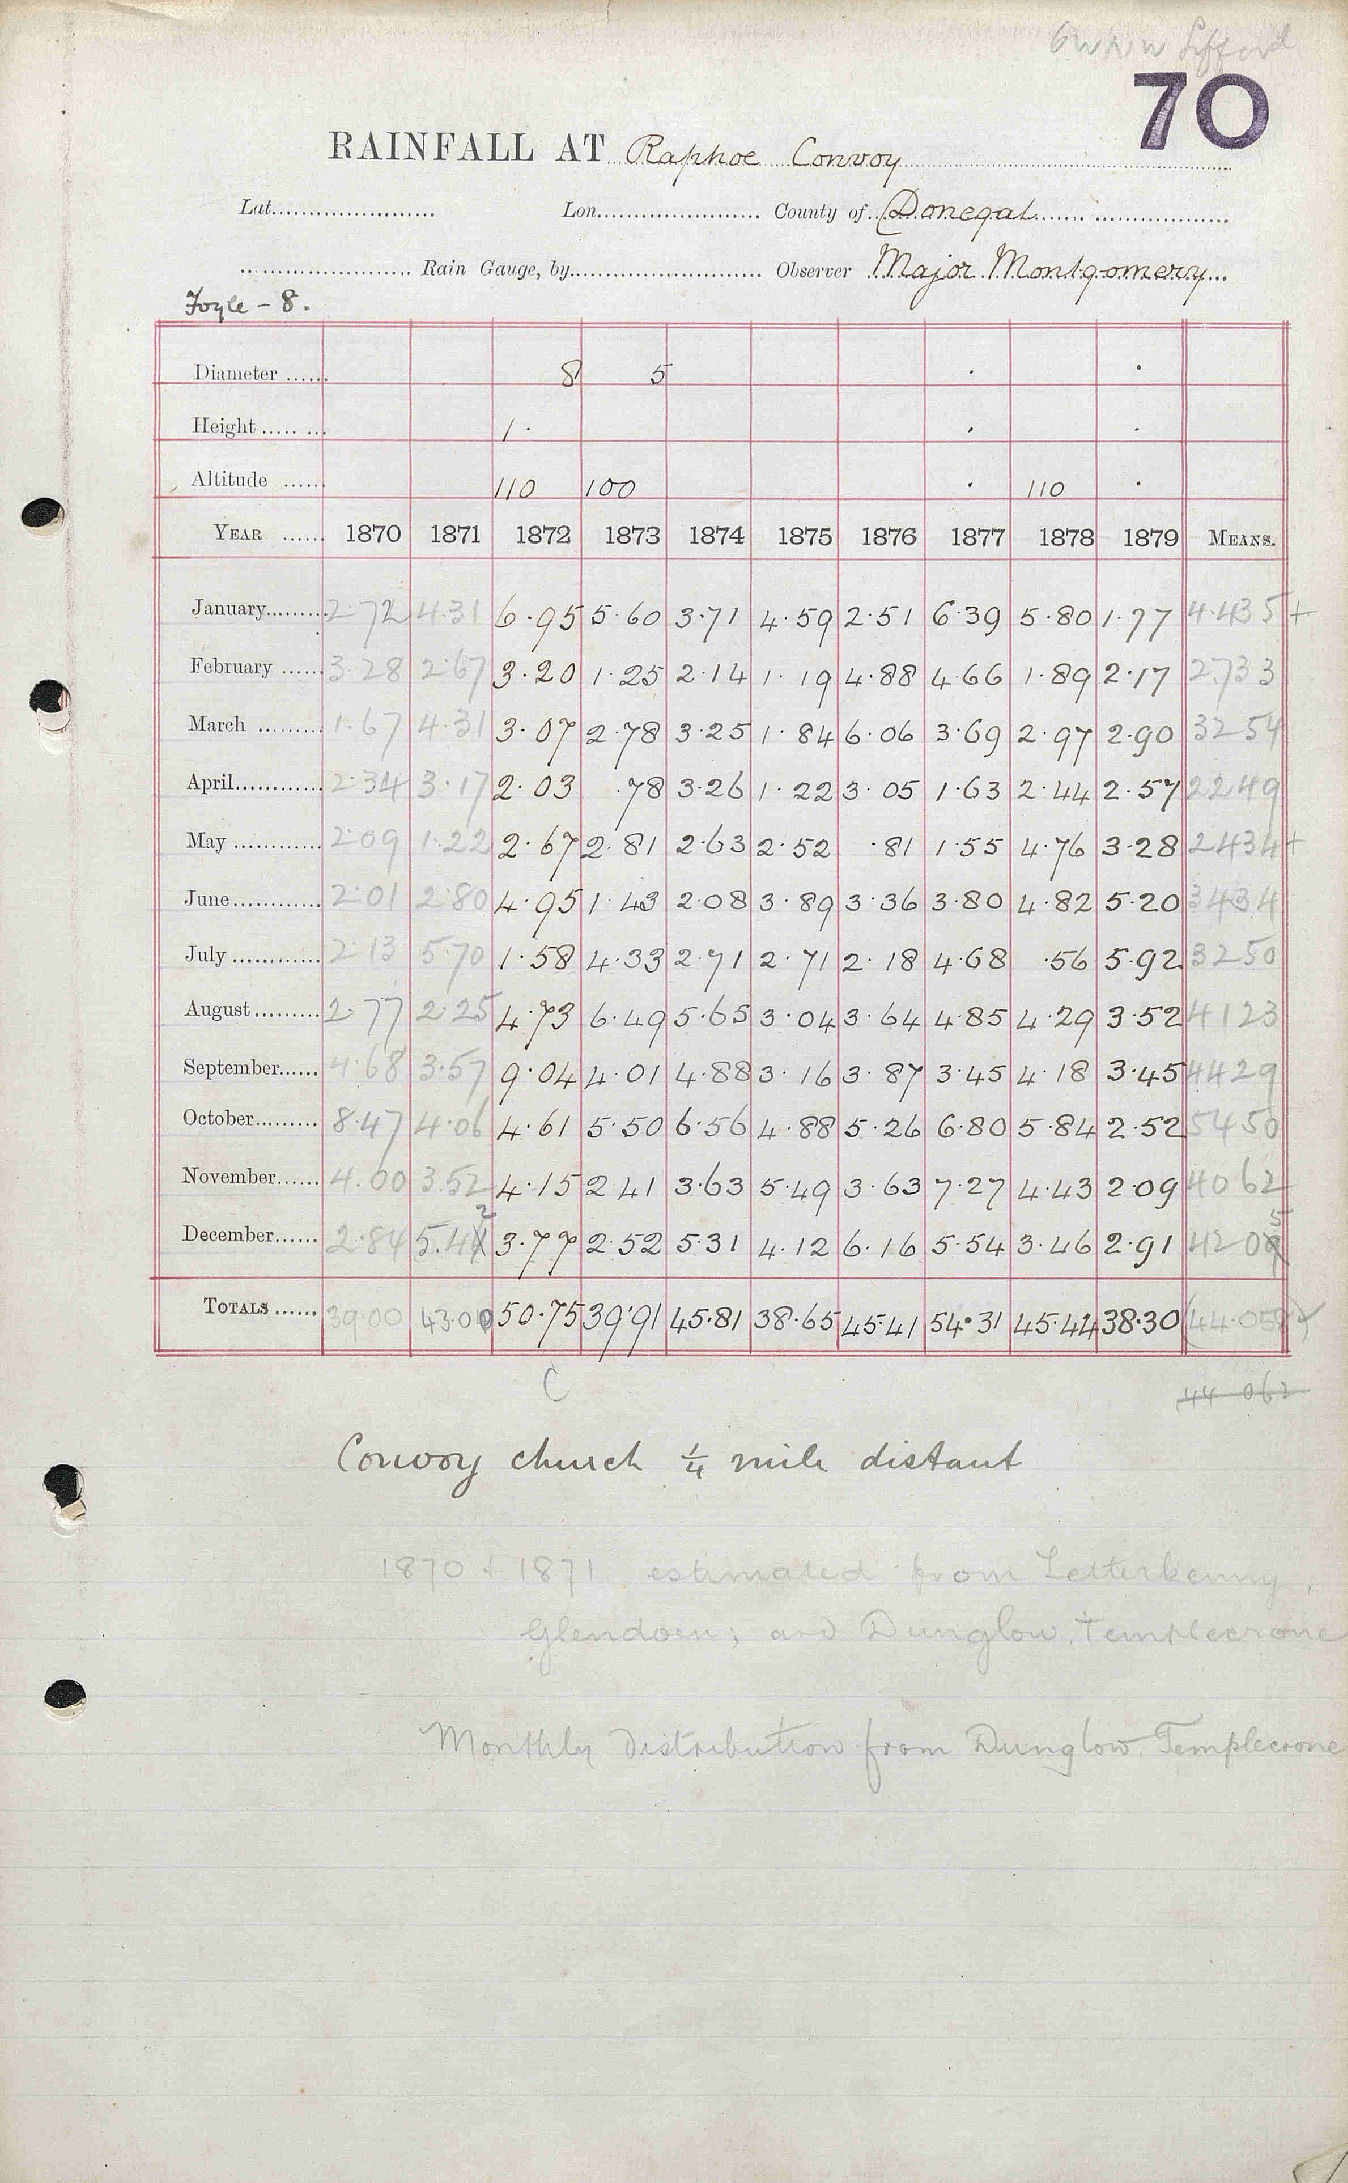 6 W N W Lifford
70
RAINFALL AT Raphoe Convoy
Lat. Lon. County of Donegal
Rain Gauge, by Observer Major Montgomery
Foyle - 8.
Diameter 8 5
Height 1.
Altitude 110 100 110
YEAR 1870 1871 1872 1873 1874 1875 1876 1877 1878 1879 MEANS.
January 2.72 4.31 6.95 5.60 3.71 4.59 2.51 6.39 5.80 1.77 4.435+
February 3.28 2.67 3.20 1.25 2.14 1.19 4.88 4.66 1.89 2.17 2.733
March 1.67 4.31 3.07 2.78 3.25 1.84 6.06 3.69 2.97 2.90 3254
April 2.34 3.17 2.03 .78 3.26 1.22 3.05 1.63 2.44 2.57 2249
May 2.09 1.22 2.67 2.81 2.63 2.52 .81 1.55 4.76 3.28 2434+
June 2.01 2.80 4.95 1.43 2.08 3.89 3.36 3.80 4.82 5.20 3434
July 2.13 5.70 1.58 4.33 2.71 2.71 2.18 4.68 .56 5.92 3250
August 2.77 2.25 4.73 6.49 5.65 3.04 3.64 4.85 4.29 3.52 4123
September 4.68 3.57 9.04 4.01 4.88 3.16 3.87 3.45 4.18 3.45 4429
October 8.47 4.06 4.61 5.50 6.56 4.88 5.26 6.80 5.84 2.52 5450
November 4.00 3.52 4.15 2.41 3.63 5.49 3.63 7.27 4.43 2.09 4062
December 2.84 5.42 3.77 2.52 5.31 4.12 6.16 5.54 3.46 2.91 4205
TOTALS 39.00 43.00 50.75 39.91 45.81 38.65 45.41 54.31 45.44 38.30 (44.058)
C
44 062
Convoy church 1/4 mile distant
1870 + 1871 estimated from Letterkenny,
Glendoen; and Dunglow, Templecrone
Monthly distribution from Dunglow. Templecrone